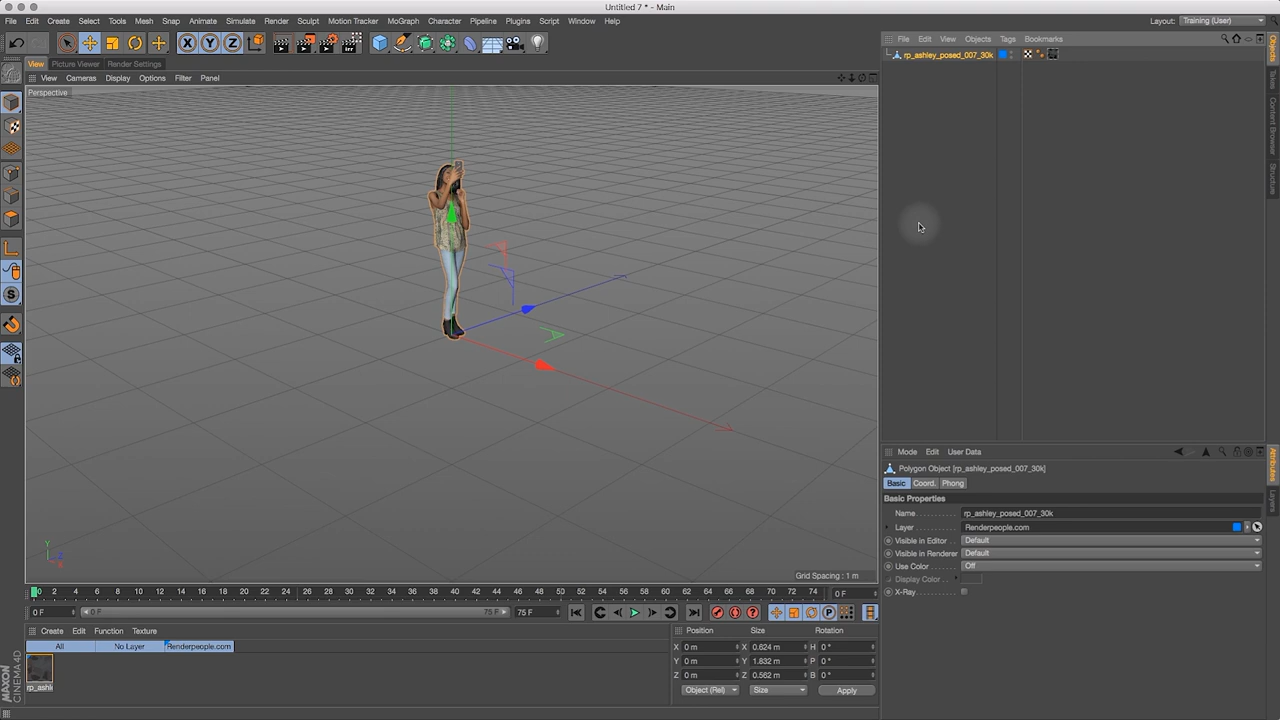 Untitled 7 * - Main
File Edit Create Select Tools Mesh Snap Animate Simulate Render Sculpt Motion Tracker MoGraph Character Pipeline Plugins Script Window Help
Layout: Training (User)
View Picture Viewer Render Settings
View Cameras Display Options Filter Panel
Perspective
File Edit View Objects Tags Bookmarks
rp_ashley_posed_007_30k
Objects
Takes
Content Browser
Structure
X Y Z
S
Y
Z
X
Grid Spacing : 1 m
Mode Edit User Data
Polygon Object [rp_ashley_posed_007_30k]
Basic Coord. Phong
Basic Properties
Name rp_ashley_posed_007_30k
Layer Renderpeople.com
Visible in Editor Default
Visible in Renderer Default
Use Color Off
Display Color
X-Ray
Attributes
Layers
0 2 4 6 8 10 12 14 16 18 20 22 24 26 28 30 32 34 36 38 40 42 44 46 48 50 52 54 56 58 60 62 64 66 68 70 72 74
0 F
0 F 0 F 75 F 75 F
P
Create Edit Function Texture
All No Layer Renderpeople.com
rp_ashl
Position Size Rotation
X 0 m X 0.624 m H 0 °
Y 0 m Y 1.832 m P 0 °
Z 0 m Z 0.562 m B 0 °
Object (Rel) Size Apply
MAXON
CINEMA 4D